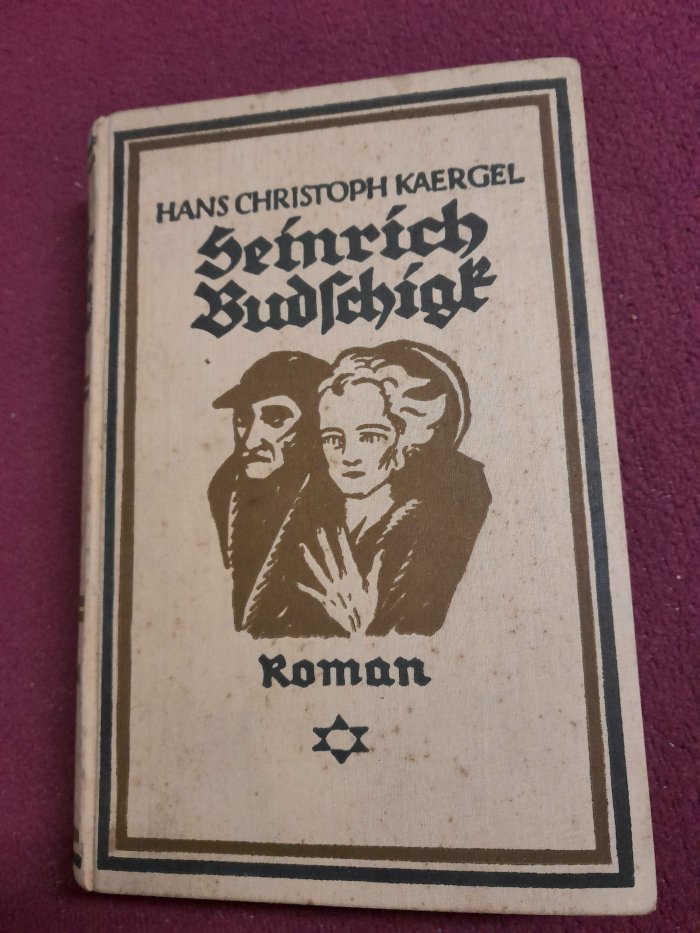 HANS CHRISTOPH KAERGEL
Heinrich
Budſchigk
Roman